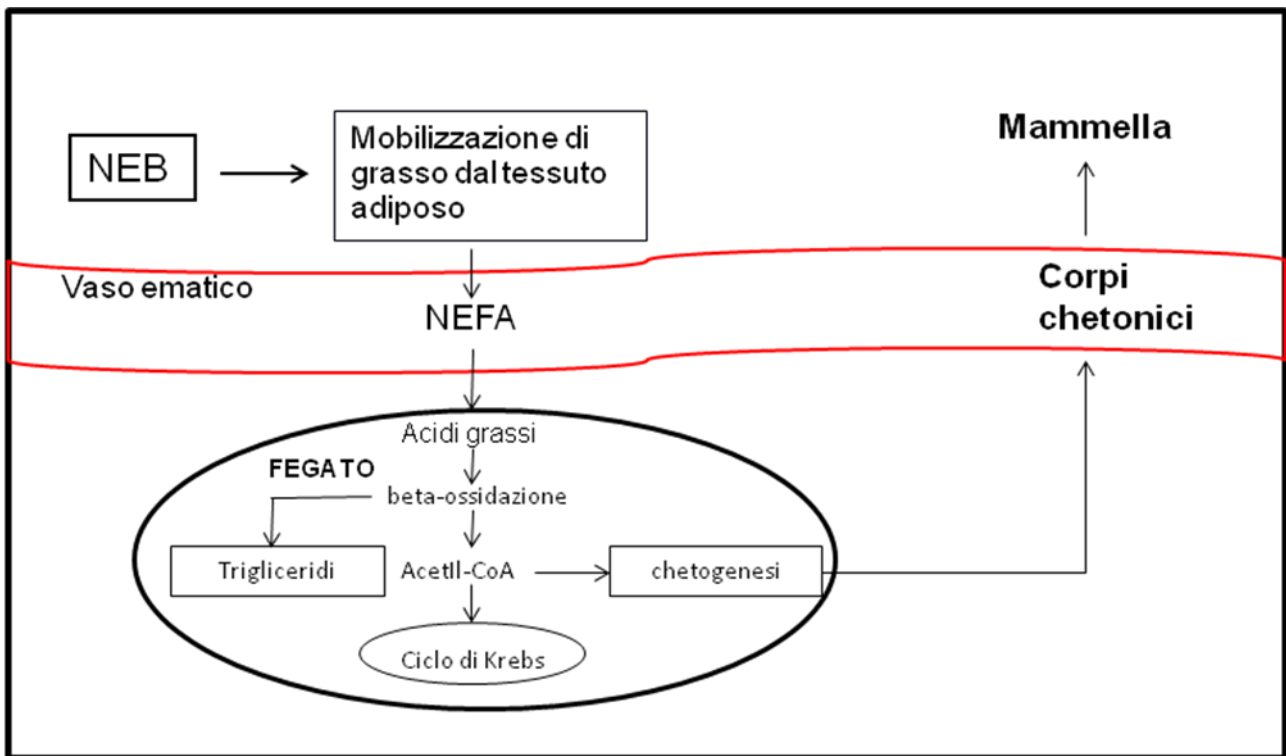 NEB
Mobilizzazione di
grasso dal tessuto
adiposo
Mammella
Vaso ematico
NEFA
Corpi
chetonici
Acidi grassi
FEGATO
beta-ossidazione
Trigliceridi
AcetIl-CoA
chetogenesi
Ciclo di Krebs